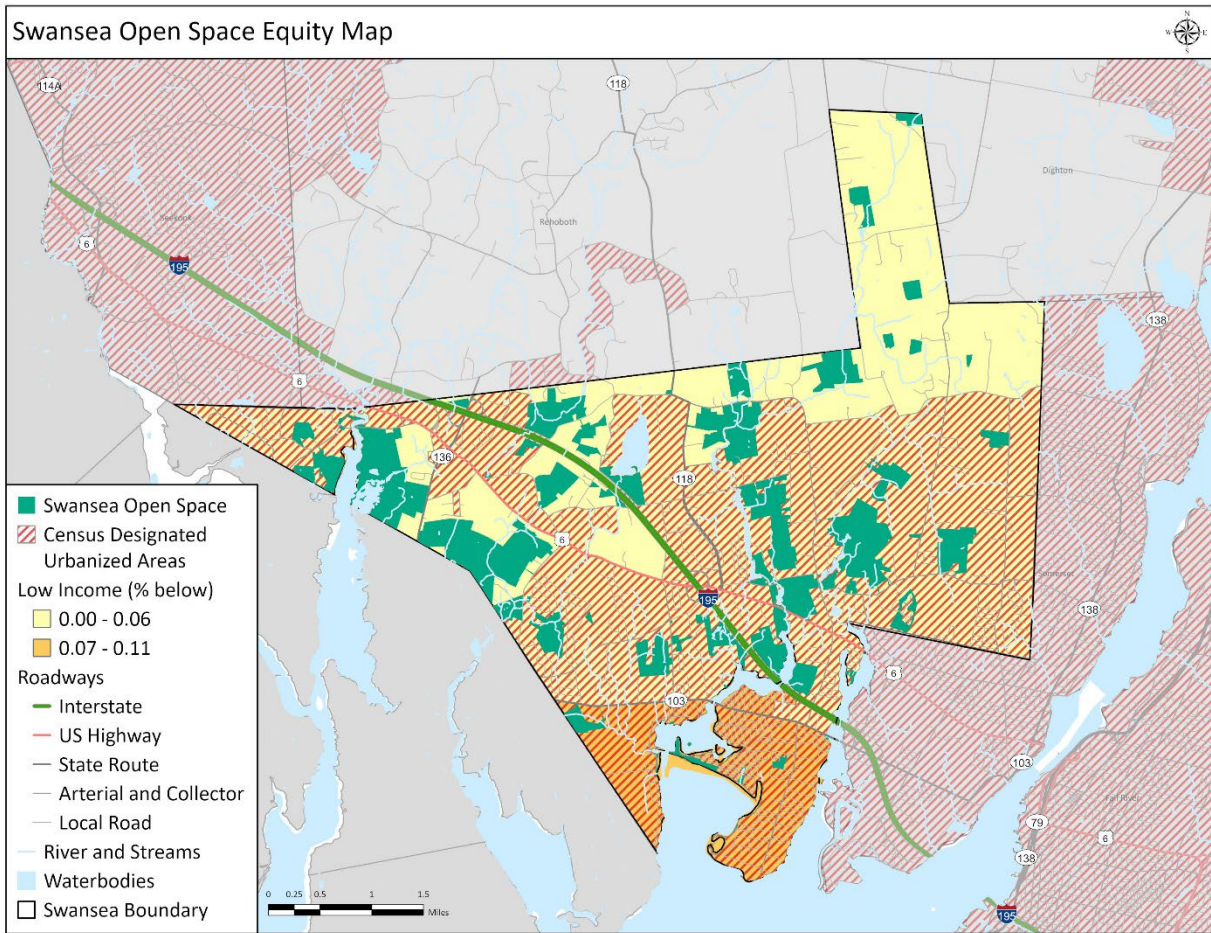 Swansea Open Space Equity Map
N
W
E
S
114A
118
Dighton
Seekonk
Rehoboth
6
195
138
6
136
118
6
195
Somerset
138
6
103
103
Fall River
79
6
138
195
Swansea Open Space
Census Designated
Urbanized Areas
Low Income (% below)
0.00 - 0.06
0.07 - 0.11
Roadways
Interstate
US Highway
State Route
Arterial and Collector
Local Road
River and Streams
Waterbodies
Swansea Boundary
0 0.25 0.5 1 1.5
Miles